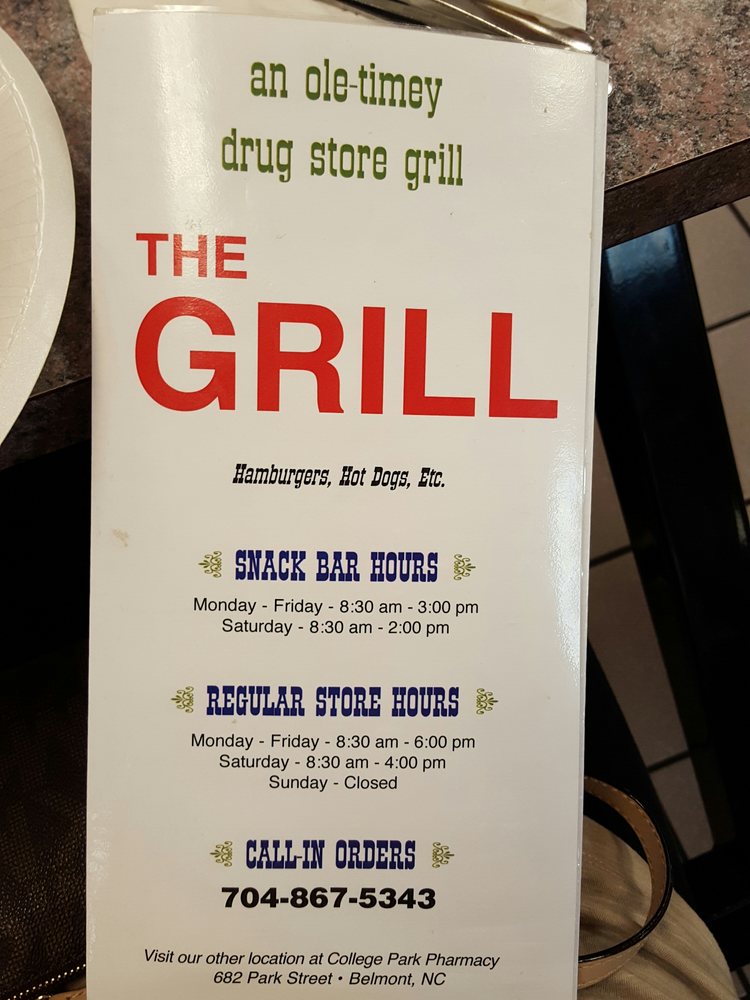 an ole-timey
drug store grill
THE
GRILL
Hamburgers, Hot Dogs, Etc.
SNACK BAR HOURS
Monday - Friday - 8:30 am - 3:00 pm
Saturday - 8:30 am - 2:00 pm
REGULAR STORE HOURS
Monday - Friday - 8:30 am - 6:00 pm
Saturday - 8:30 am - 4:00 pm
Sunday - Closed
CALL-IN ORDERS
704-867-5343
Visit our other location at College Park Pharmacy
682 Park Street • Belmont, NC